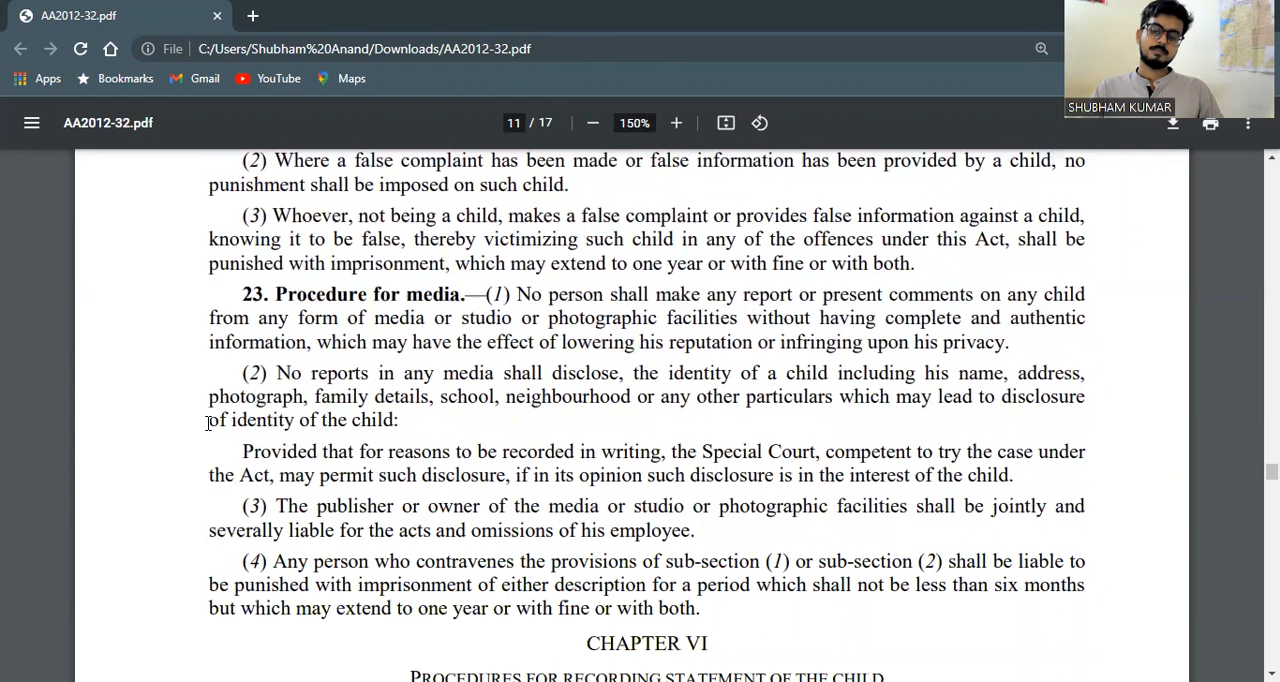 AA2012-32.pdf
File C:/Users/Shubham%20Anand/Downloads/AA2012-32.pdf
Apps Bookmarks Gmail YouTube Maps
SHUBHAM KUMAR
AA2012-32.pdf 11 / 17 150%
(2) Where a false complaint has been made or false information has been provided by a child, no
punishment shall be imposed on such child.
(3) Whoever, not being a child, makes a false complaint or provides false information against a child,
knowing it to be false, thereby victimizing such child in any of the offences under this Act, shall be
punished with imprisonment, which may extend to one year or with fine or with both.
23. Procedure for media.—(1) No person shall make any report or present comments on any child
from any form of media or studio or photographic facilities without having complete and authentic
information, which may have the effect of lowering his reputation or infringing upon his privacy.
(2) No reports in any media shall disclose, the identity of a child including his name, address,
photograph, family details, school, neighbourhood or any other particulars which may lead to disclosure
of identity of the child:
Provided that for reasons to be recorded in writing, the Special Court, competent to try the case under
the Act, may permit such disclosure, if in its opinion such disclosure is in the interest of the child.
(3) The publisher or owner of the media or studio or photographic facilities shall be jointly and
severally liable for the acts and omissions of his employee.
(4) Any person who contravenes the provisions of sub-section (1) or sub-section (2) shall be liable to
be punished with imprisonment of either description for a period which shall not be less than six months
but which may extend to one year or with fine or with both.
CHAPTER VI
PROCEDURES FOR RECORDING STATEMENT OF THE CHILD